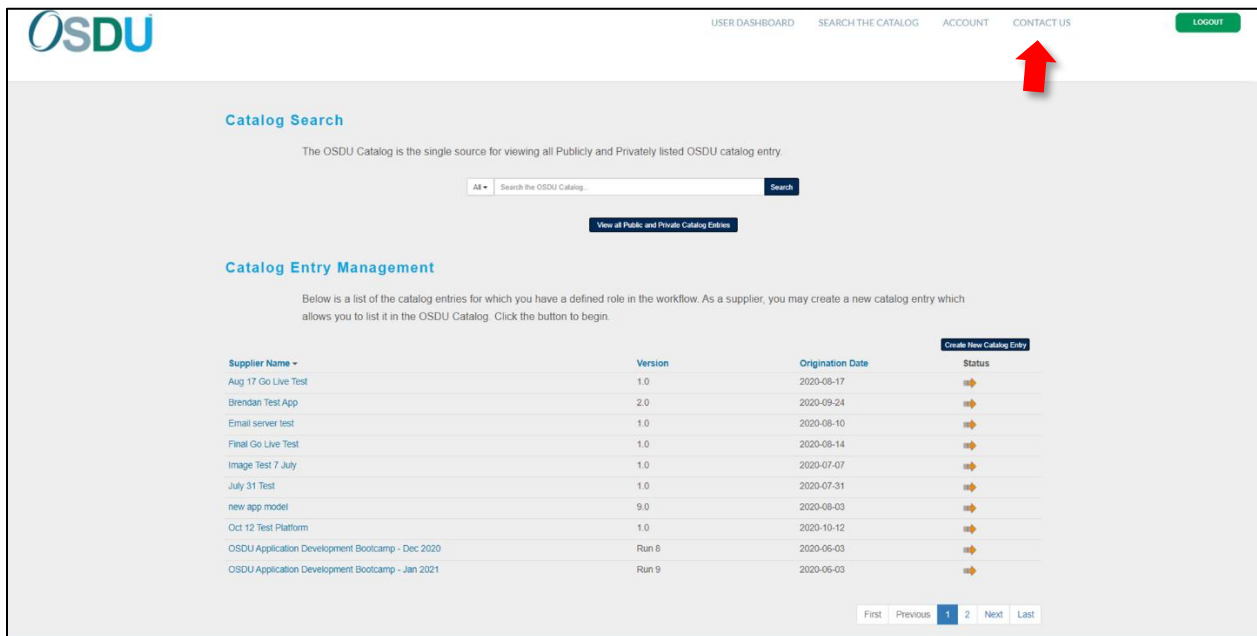 OSDU
USER DASHBOARD SEARCH THE CATALOG ACCOUNT CONTACT US LOGOUT
Catalog Search
The OSDU Catalog is the single source for viewing all Publicly and Privately listed OSDU catalog entry.
All Search the OSDU Catalog... Search
View all Public and Private Catalog Entries
Catalog Entry Management
Below is a list of the catalog entries for which you have a defined role in the workflow. As a supplier, you may create a new catalog entry which
allows you to list it in the OSDU Catalog. Click the button to begin.
Create New Catalog Entry
Supplier Name Version Origination Date Status
Aug 17 Go Live Test 1.0 2020-08-17
Brendan Test App 2.0 2020-09-24
Email server test 1.0 2020-08-10
Final Go Live Test 1.0 2020-08-14
Image Test 7 July 1.0 2020-07-07
July 31 Test 1.0 2020-07-31
new app model 9.0 2020-08-03
Oct 12 Test Platform 1.0 2020-10-12
OSDU Application Development Bootcamp - Dec 2020 Run 8 2020-06-03
OSDU Application Development Bootcamp - Jan 2021 Run 9 2020-06-03
First Previous 1 2 Next Last